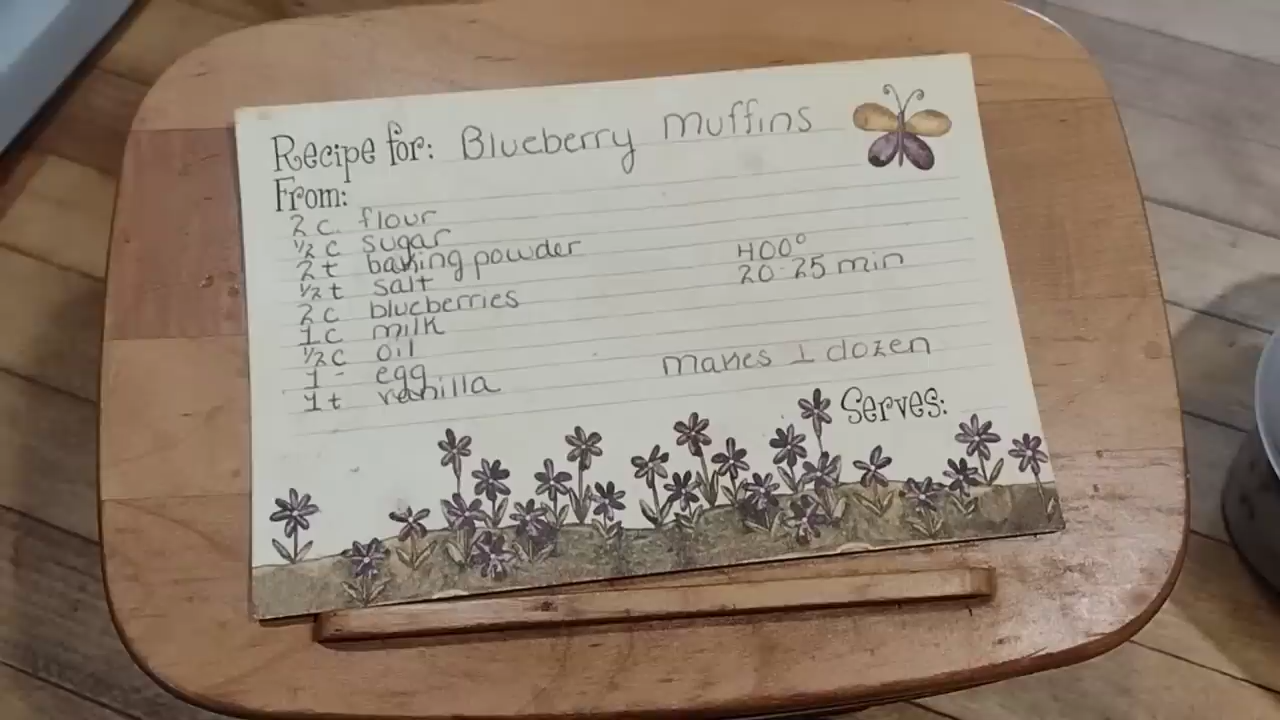 Recipe for: Blueberry muffins
From:
2 c. flour
½ c sugar
2 t baking powder
½ t salt
2 c blueberries
1 c milk
½ c oil
1 - egg
1 t vanilla
400°
20-25 min
makes 1 dozen
Serves: